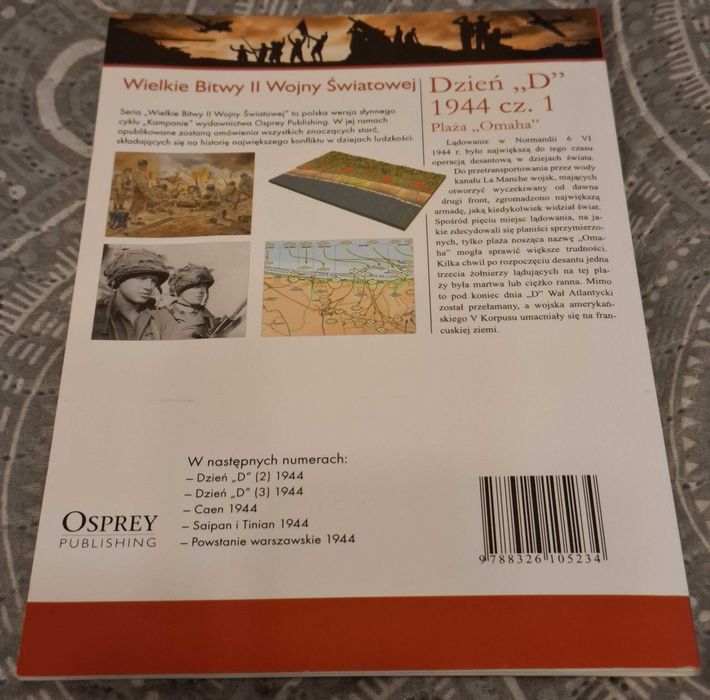 Wielkie Bitwy II Wojny Światowej
Seria „Wielkie Bitwy II Wojny Światowej” to polska wersja słynnego
cyklu „Kampanie” wydawnictwa Osprey Publishing. W jej ramach
opublikowane zostaną omówienia wszystkich znaczących starć,
składających się na historię największego konfliktu w dziejach ludzkości.
Dzień „D”
1944 cz. 1
Plaża „Omaha”
Lądowanie w Normandii 6 VI
1944 r. było największą do tego czasu
operacją desantową w dziejach świata.
Do przetransportowania przez wody
kanału La Manche wojsk, mających
otworzyć wyczekiwany od dawna
drugi front, zgromadzono największą
armadę, jaką kiedykolwiek widział świat.
Spośród pięciu miejsc lądowania, na ja-
kie zdecydowali się planiści sprzymierzo-
nych, tylko plaża nosząca nazwę „Oma-
ha” mogła sprawić większe trudności.
Kilka chwil po rozpoczęciu desantu jedna
trzecia żołnierzy lądujących na tej pla-
ży była martwa lub ciężko ranna. Mimo
to pod koniec dnia „D” Wał Atlantycki
został przełamany, a wojska amerykań-
skiego V Korpusu umacniały się na fran-
cuskiej ziemi.
W następnych numerach:
– Dzień „D” (2) 1944
– Dzień „D” (3) 1944
– Caen 1944
– Saipan i Tinian 1944
– Powstanie warszawskie 1944
OSPREY
PUBLISHING
9 788326 105234